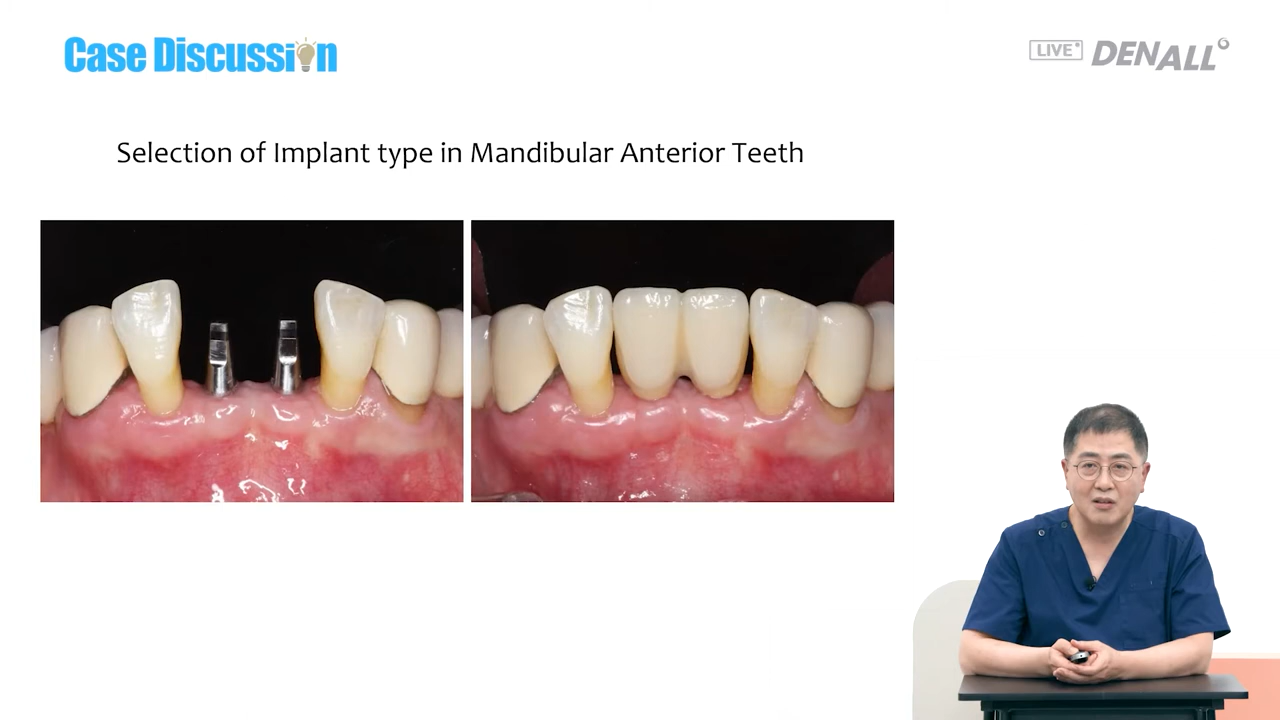 Case Discussion
LIVE DENALL
Selection of Implant type in Mandibular Anterior Teeth